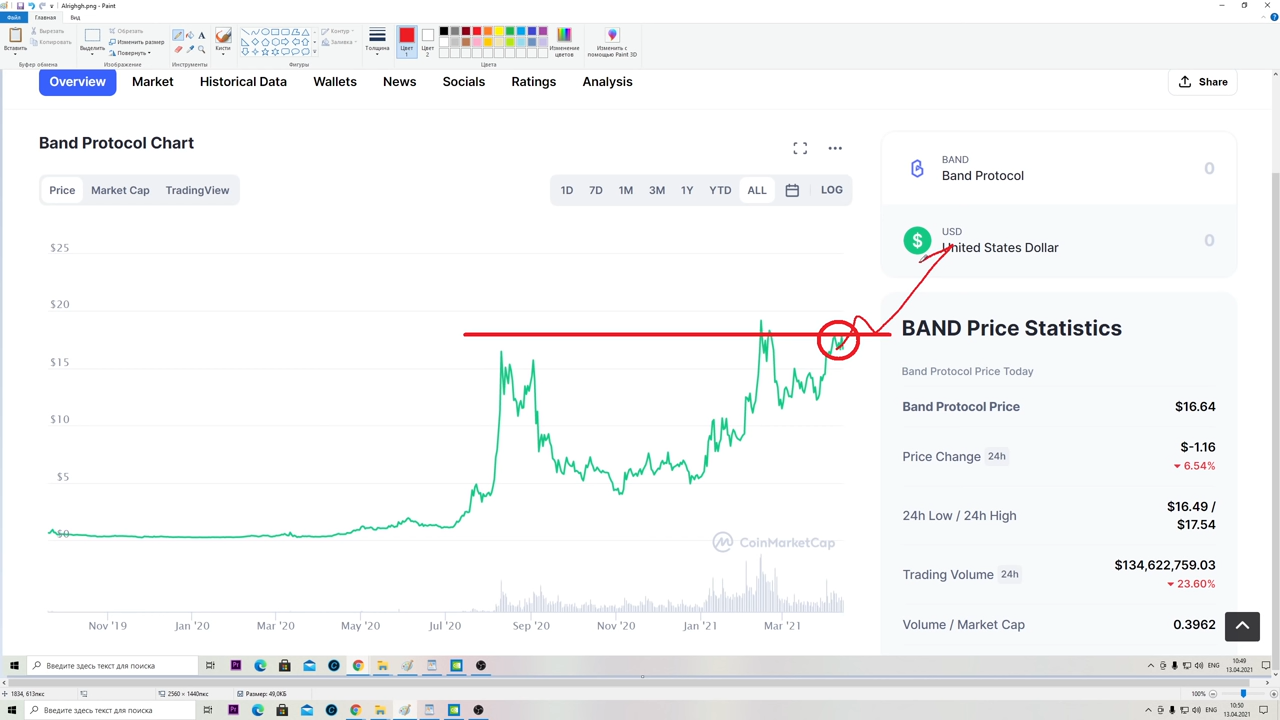 Alrighgh.png - Paint
Файл Главная Вид
Вставить
Вырезать
Копировать
Буфер обмена
Выделить
Обрезать
Изменить размер
Повернуть
Изображение
A
Инструменты
Кисти
Контур
Заливка
Фигуры
Толщина
Цвет 1
Цвет 2
Изменение цветов
Изменить с помощью Paint 3D
Цвета
Overview Market Historical Data Wallets News Socials Ratings Analysis
Share
Band Protocol Chart
Price Market Cap TradingView
1D 7D 1M 3M 1Y YTD ALL LOG
$25
$20
$15
$10
$5
$0
CoinMarketCap
Nov '19 Jan '20 Mar '20 May '20 Jul '20 Sep '20 Nov '20 Jan '21 Mar '21
BAND
Band Protocol 0
USD
$ United States Dollar 0
BAND Price Statistics
Band Protocol Price Today
Band Protocol Price $16.64
Price Change 24h $-1.16
6.54%
24h Low / 24h High $16.49 /
$17.54
Trading Volume 24h $134,622,759.03
23.60%
Volume / Market Cap 0.3962
Введите здесь текст для поиска
ENG
10:49
13.04.2021
1834, 613пкс 2560 × 1440пкс Размер: 49,0КБ 100%
Введите здесь текст для поиска
ENG
10:50
13.04.2021